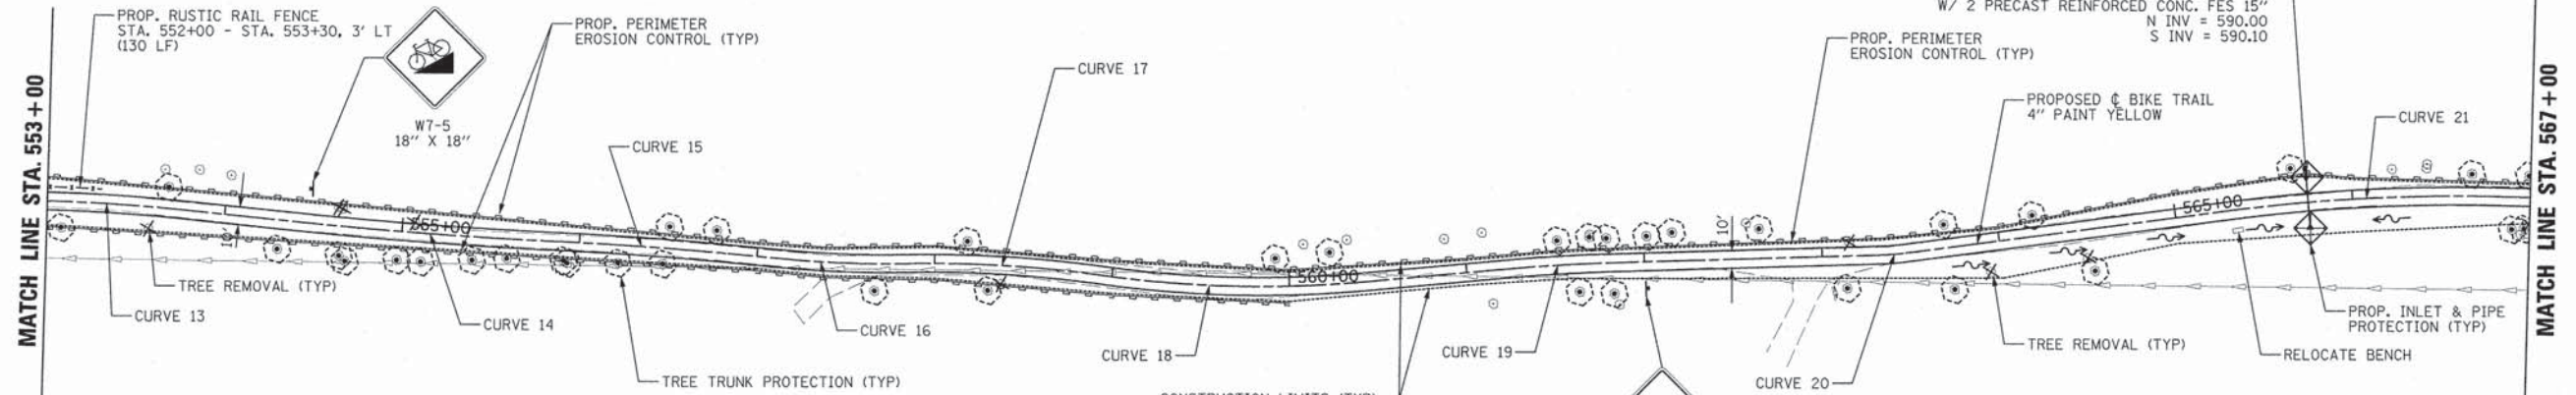 PROP. RUSTIC RAIL FENCE
STA. 552+00 - STA. 553+30, 3' LT
(130 LF)
W7-5
18" X 18"
PROP. PERIMETER
EROSION CONTROL (TYP)
CURVE 17
CURVE 15
W/ 2 PRECAST REINFORCED CONC. FES 15"
N INV = 590.00
S INV = 590.10
PROP. PERIMETER
EROSION CONTROL (TYP)
PROPOSED ℄ BIKE TRAIL
4" PAINT YELLOW
CURVE 21
MATCH LINE STA. 553+00
MATCH LINE STA. 567+00
555+00
560+00
10'
565+00
TREE REMOVAL (TYP)
CURVE 13
CURVE 14
CURVE 16
TREE TRUNK PROTECTION (TYP)
CURVE 18
CURVE 19
CURVE 20
TREE REMOVAL (TYP)
RELOCATE BENCH
PROP. INLET & PIPE
PROTECTION (TYP)
CONSTRUCTION LIMITS (TYP)